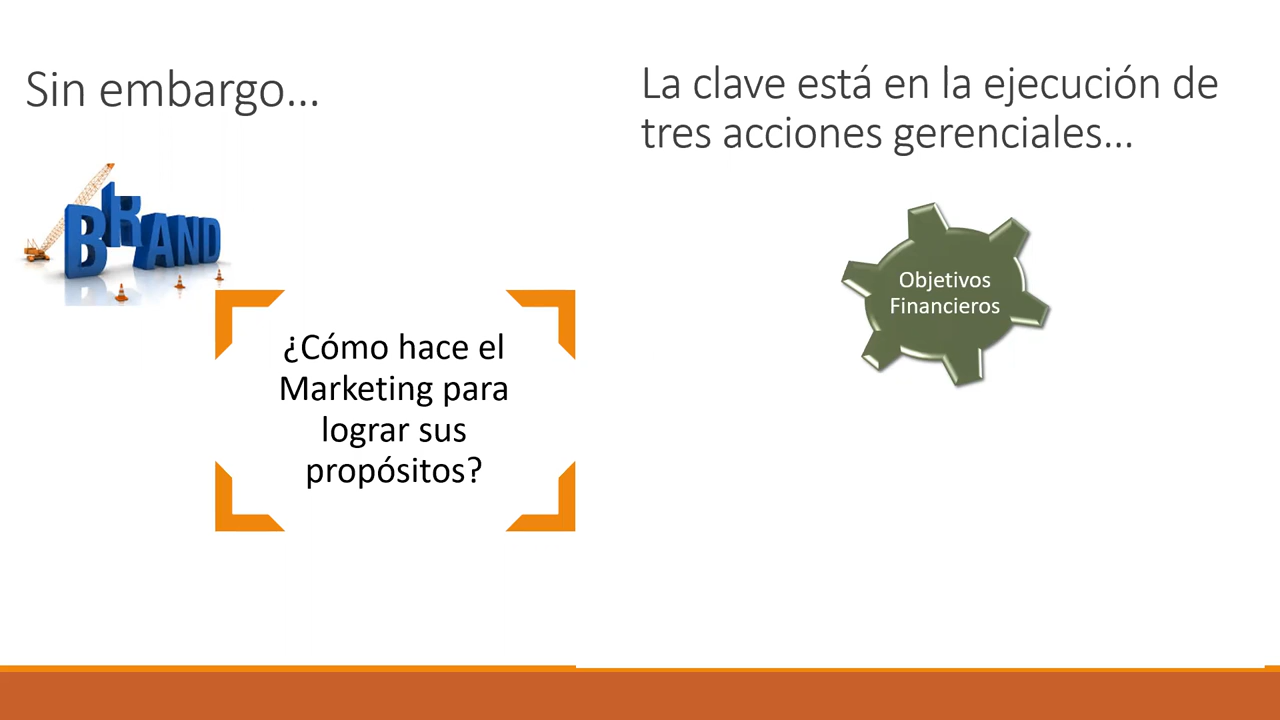 Sin embargo...
BRAND
¿Cómo hace el
Marketing para
lograr sus
propósitos?
La clave está en la ejecución de
tres acciones gerenciales...
Objetivos
Financieros